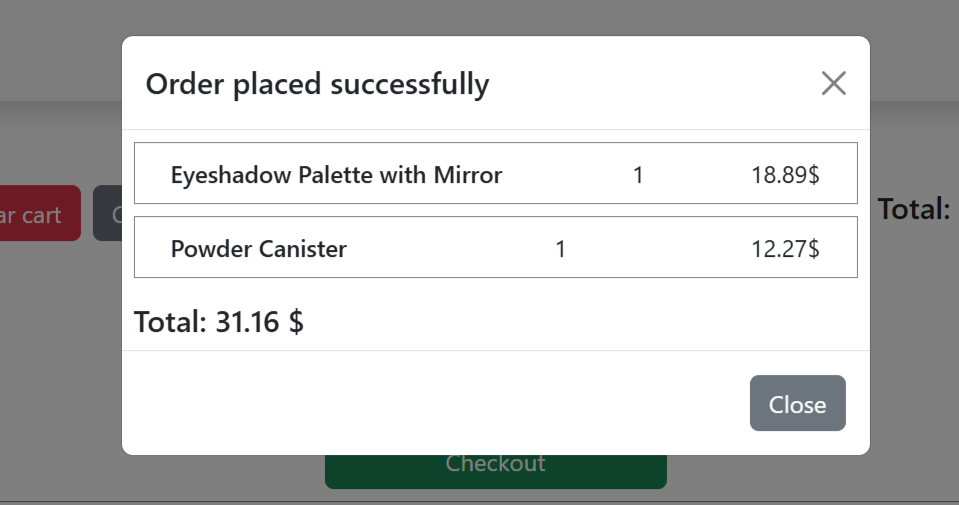 Order placed successfully
Eyeshadow Palette with Mirror 1 18.89$
ar cart C Total:
Powder Canister 1 12.27$
Total: 31.16 $
Close
Checkout